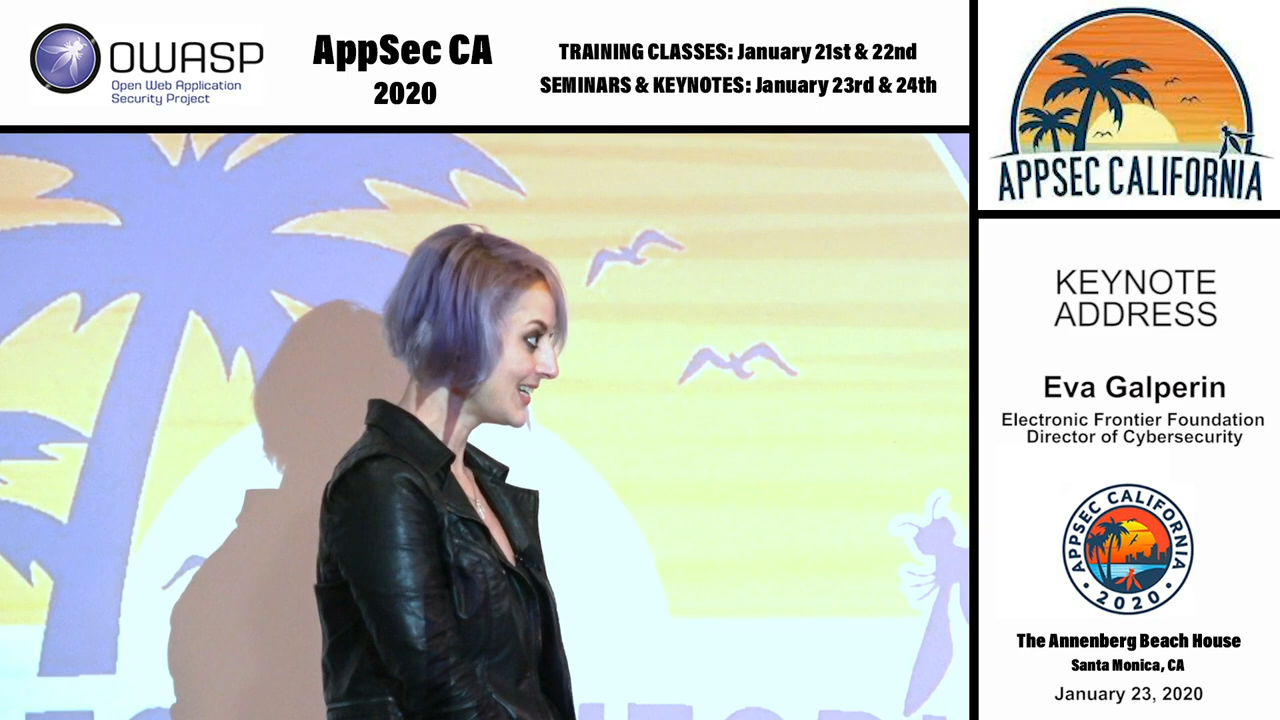 OWASP
Open Web Application
Security Project
AppSec CA
2020
TRAINING CLASSES: January 21st & 22nd
SEMINARS & KEYNOTES: January 23rd & 24th
APPSEC CALIFORNIA
KEYNOTE
ADDRESS
Eva Galperin
Electronic Frontier Foundation
Director of Cybersecurity
APPSEC CALIFORNIA
• 2020 •
The Annenberg Beach House
Santa Monica, CA
January 23, 2020